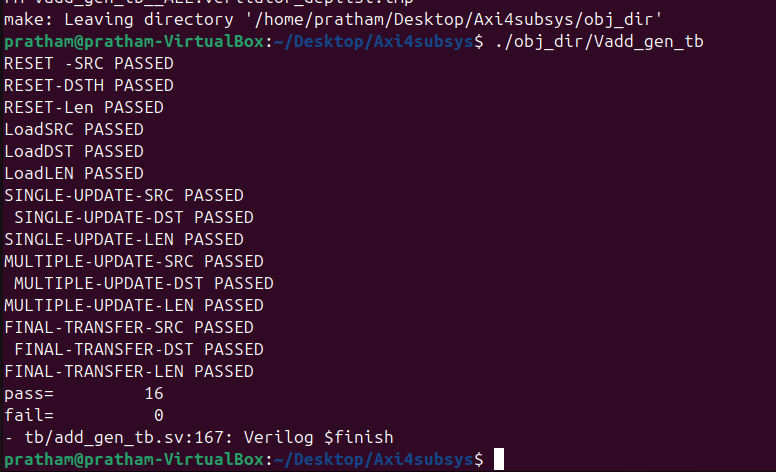 make: Leaving directory '/home/pratham/Desktop/Axi4subsys/obj_dir'
pratham@pratham-VirtualBox:~/Desktop/Axi4subsys$ ./obj_dir/Vadd_gen_tb
RESET -SRC PASSED
RESET-DSTH PASSED
RESET-Len PASSED
LoadSRC PASSED
LoadDST PASSED
LoadLEN PASSED
SINGLE-UPDATE-SRC PASSED
 SINGLE-UPDATE-DST PASSED
SINGLE-UPDATE-LEN PASSED
MULTIPLE-UPDATE-SRC PASSED
 MULTIPLE-UPDATE-DST PASSED
MULTIPLE-UPDATE-LEN PASSED
FINAL-TRANSFER-SRC PASSED
 FINAL-TRANSFER-DST PASSED
FINAL-TRANSFER-LEN PASSED
pass=         16
fail=          0
- tb/add_gen_tb.sv:167: Verilog $finish
pratham@pratham-VirtualBox:~/Desktop/Axi4subsys$